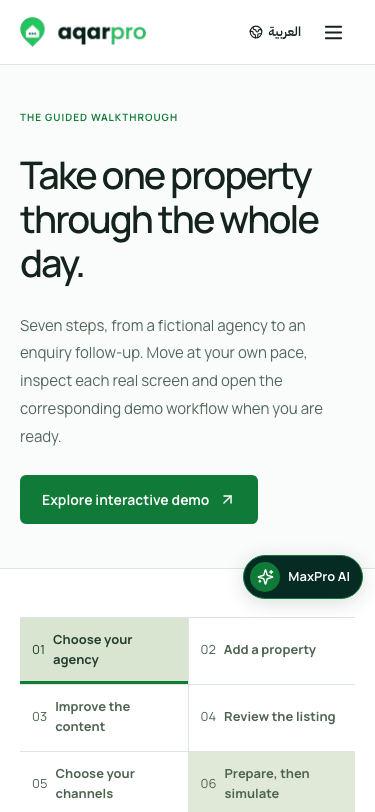 aqarpro
العربية
THE GUIDED WALKTHROUGH
Take one property
through the whole
day.
Seven steps, from a fictional agency to an
enquiry follow-up. Move at your own pace,
inspect each real screen and open the
corresponding demo workflow when you are
ready.
Explore interactive demo
MaxPro AI
01 Choose your
agency
02 Add a property
03 Improve the
content
04 Review the listing
05 Choose your
channels
06 Prepare, then
simulate